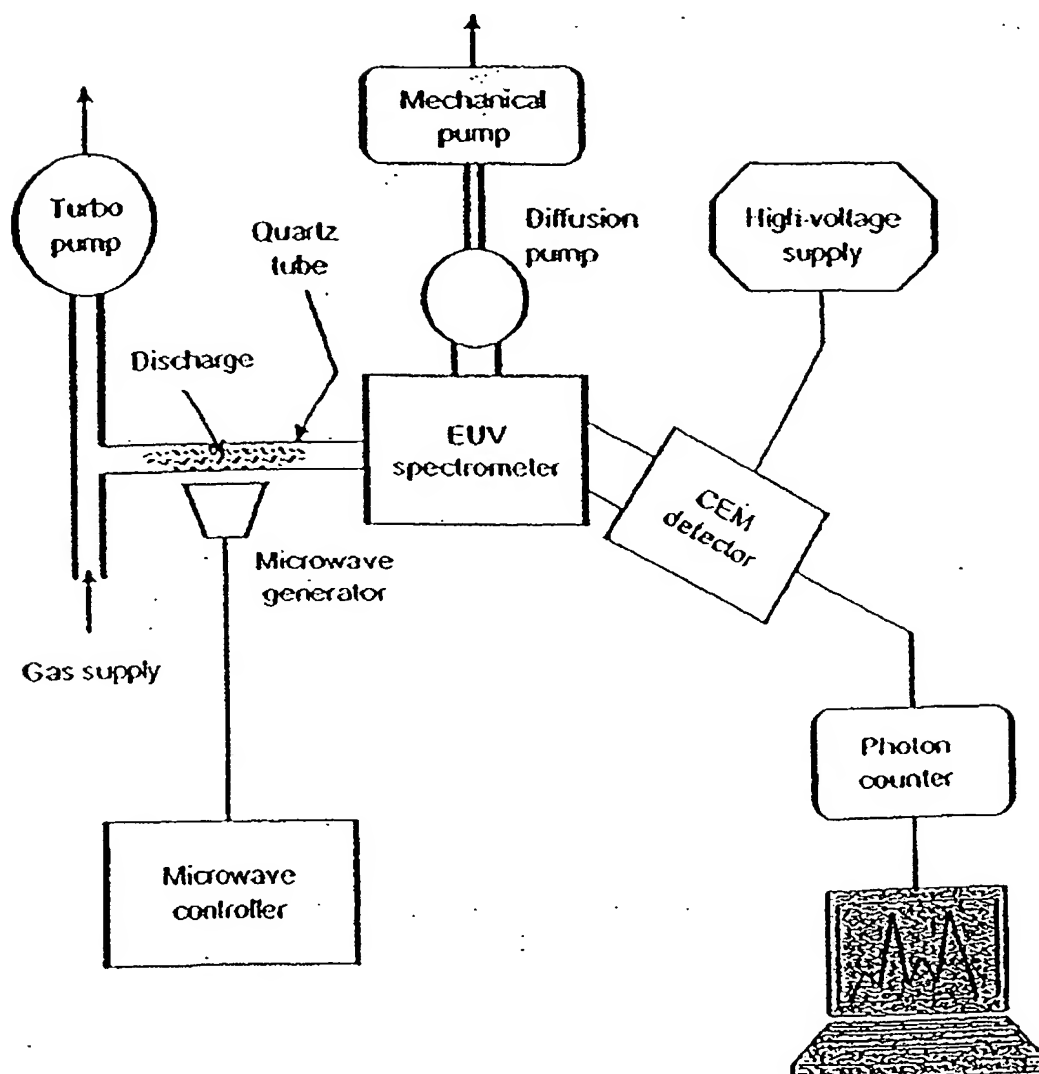 Mechanical
pump
Turbo
pump
Quartz
tube
Diffusion
pump
High-voltage
supply
Discharge
EUV
spectrometer
CEM
detector
Microwave
generator
Gas supply
Photon
counter
Microwave
controller